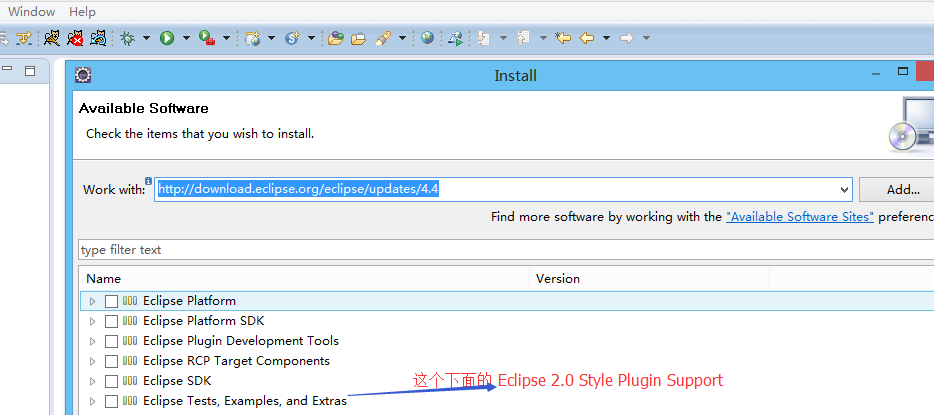 Window Help
Install
Available Software
Check the items that you wish to install.
Work with: http://download.eclipse.org/eclipse/updates/4.4 Add...
Find more software by working with the "Available Software Sites" preferenc
type filter text
Name Version
Eclipse Platform
Eclipse Platform SDK
Eclipse Plugin Development Tools
Eclipse RCP Target Components
Eclipse SDK 这个下面的 Eclipse 2.0 Style Plugin Support
Eclipse Tests, Examples, and Extras